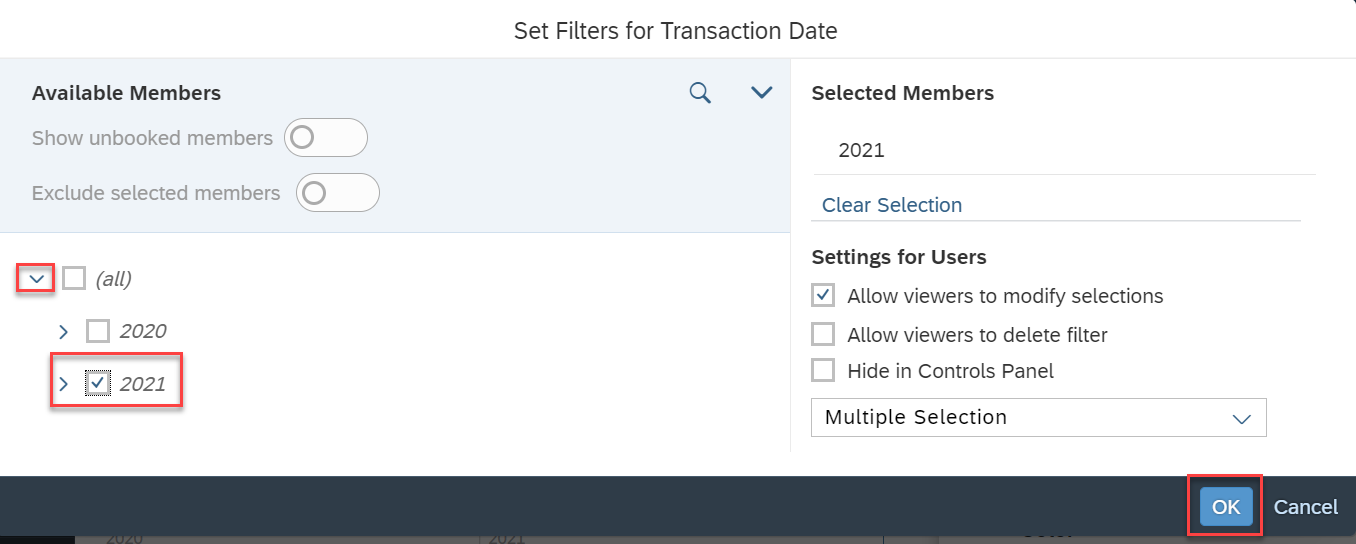 Set Filters for Transaction Date
Available Members
Show unbooked members
Exclude selected members
(all)
2020
2021
Selected Members
2021
Clear Selection
Settings for Users
Allow viewers to modify selections
Allow viewers to delete filter
Hide in Controls Panel
Multiple Selection
OK Cancel
2020 2021